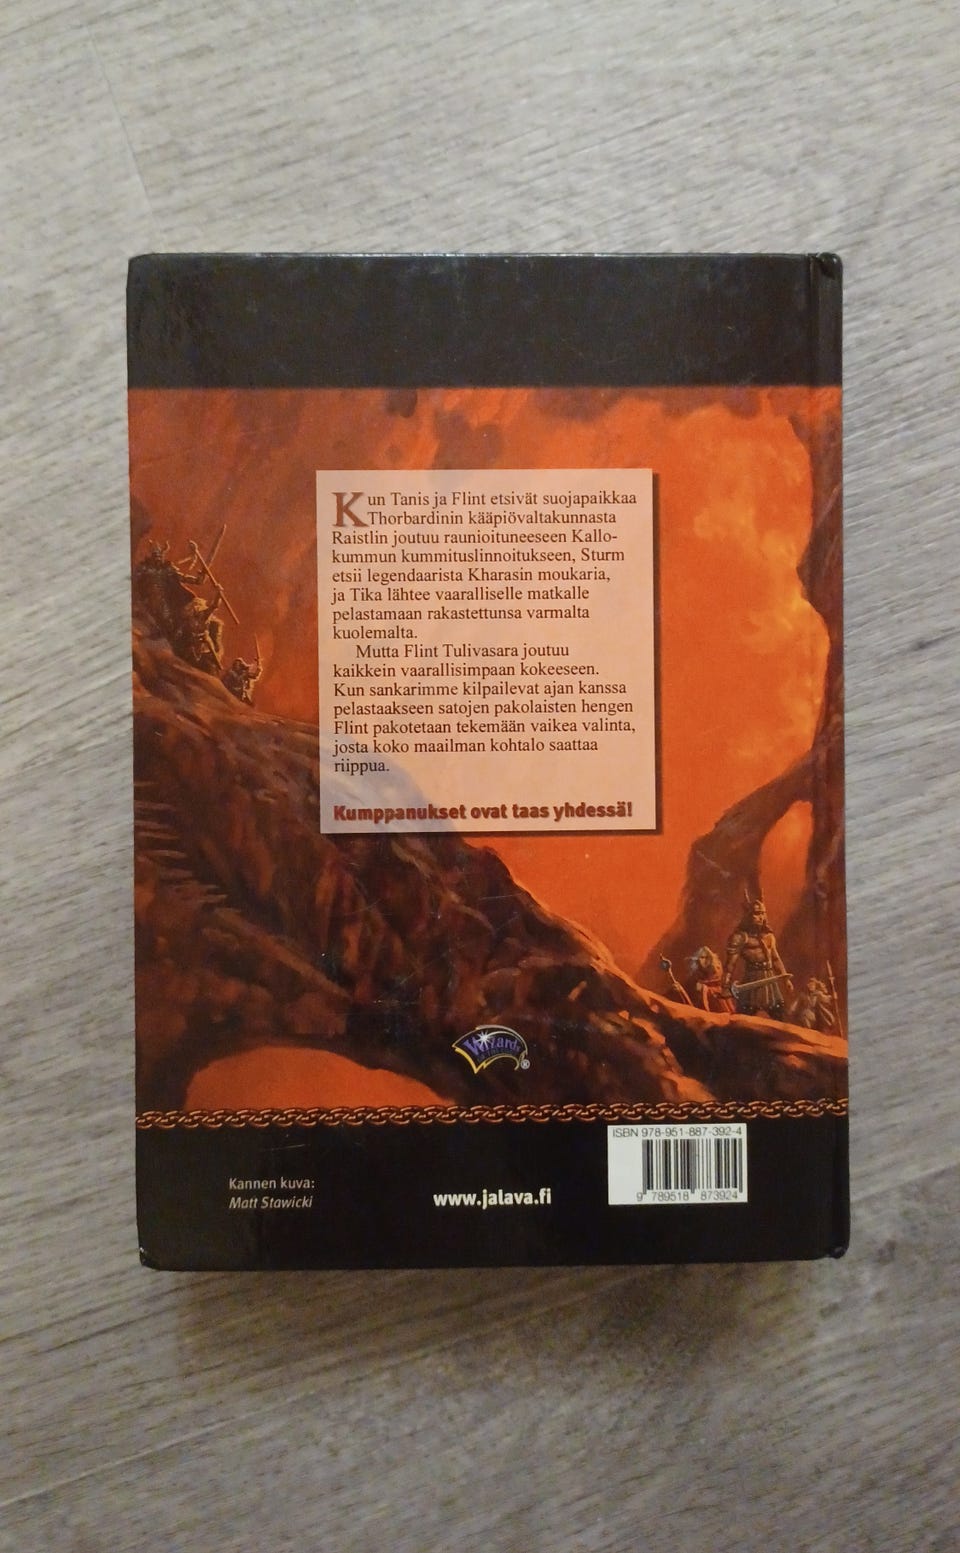 Kun Tanis ja Flint etsivät suojapaikkaa
Thorbardinin kääpiövaltakunnasta
Raistlin joutuu raunioituneeseen Kallo-
kummun kummituslinnoitukseen, Sturm
etsii legendaarista Kharasin moukaria,
ja Tika lähtee vaaralliselle matkalle
pelastamaan rakastettunsa varmalta
kuolemalta.
Mutta Flint Tulivasara joutuu
kaikkein vaarallisimpaan kokeeseen.
Kun sankarimme kilpailevat ajan kanssa
pelastaakseen satojen pakolaisten hengen
Flint pakotetaan tekemään vaikea valinta,
josta koko maailman kohtalo saattaa
riippua.
Kumppanukset ovat taas yhdessä!
Wizards
®
ISBN 978-951-887-392-4
9 789518 873924
Kannen kuva:
Matt Stawicki
www.jalava.fi